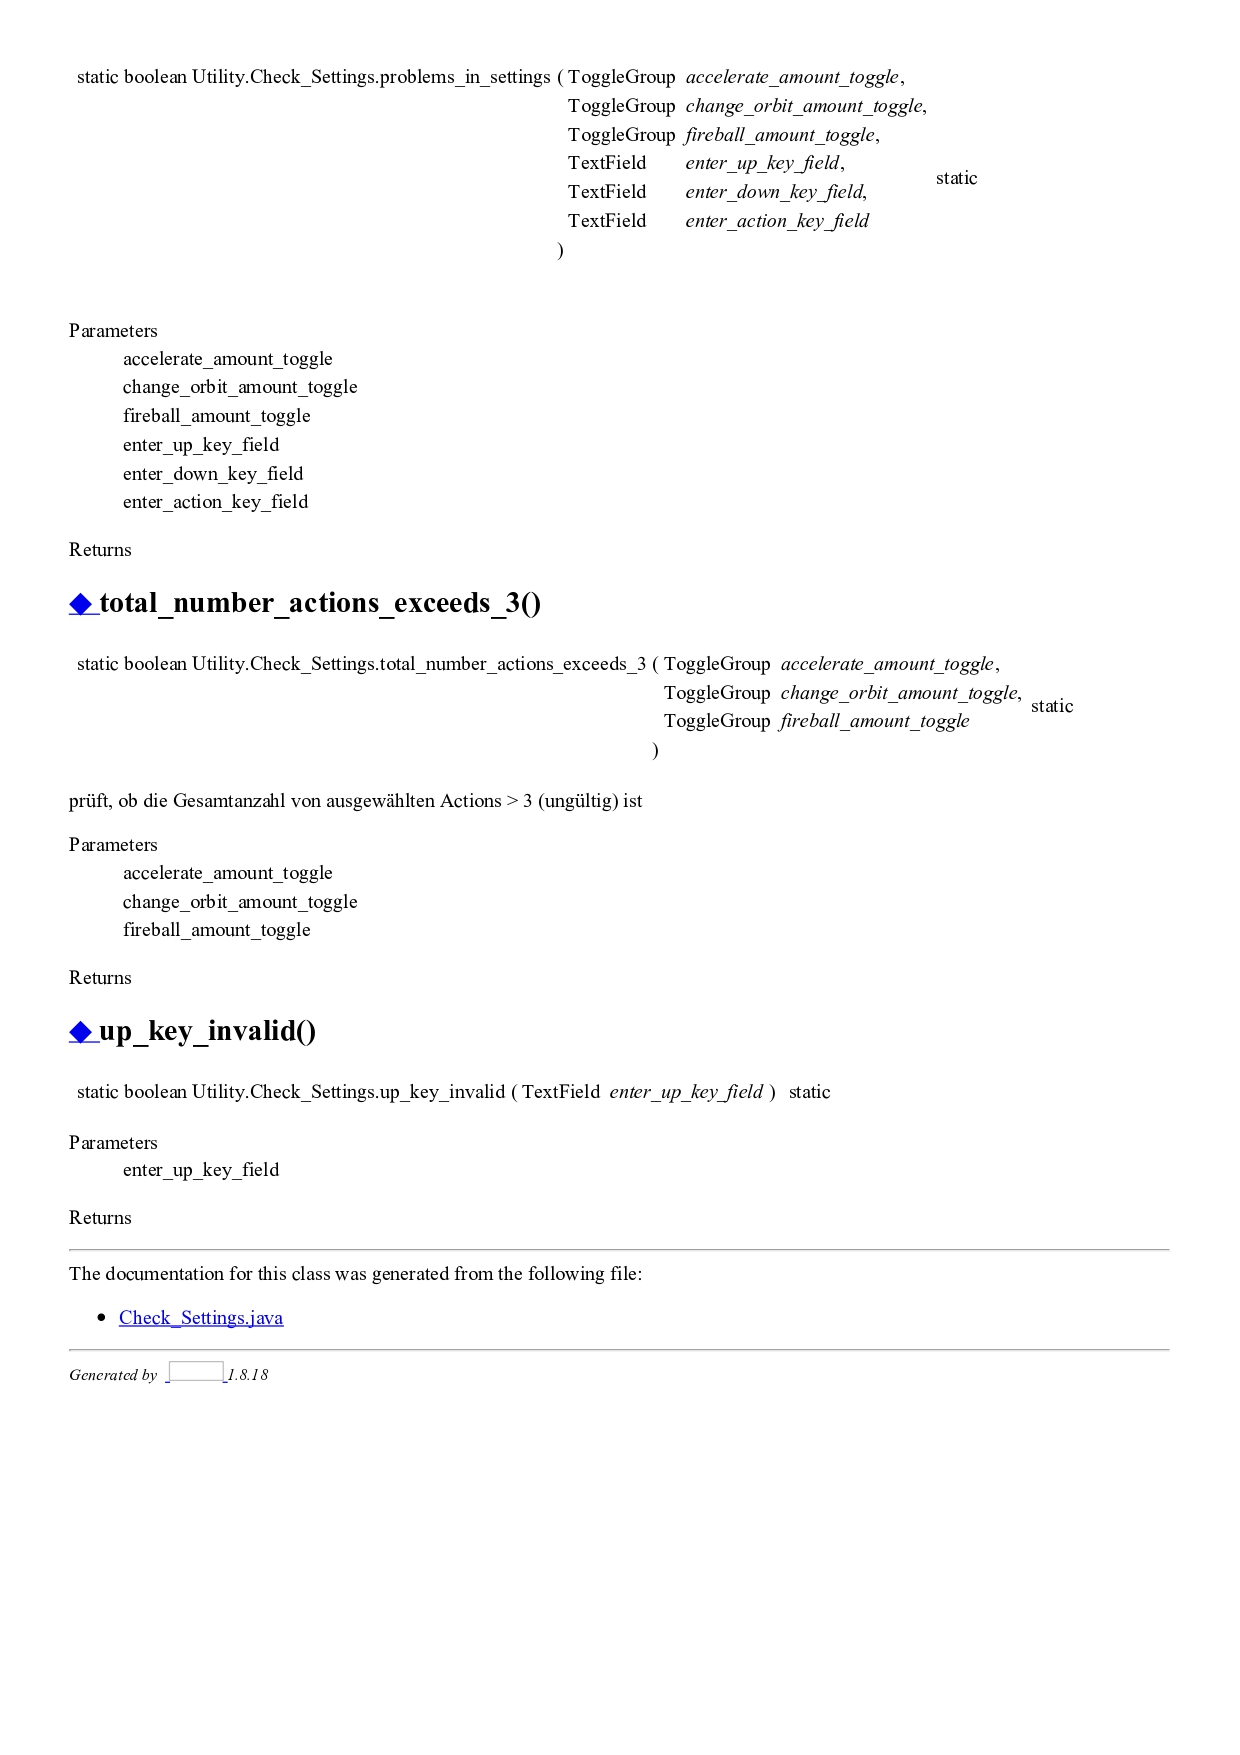 static boolean Utility.Check_Settings.problems_in_settings ( ToggleGroup accelerate_amount_toggle,
ToggleGroup change_orbit_amount_toggle,
ToggleGroup fireball_amount_toggle,
TextField enter_up_key_field,
static
TextField enter_down_key_field,
TextField enter_action_key_field
)
Parameters
accelerate_amount_toggle
change_orbit_amount_toggle
fireball_amount_toggle
enter_up_key_field
enter_down_key_field
enter_action_key_field
Returns
◆ total_number_actions_exceeds_3()
static boolean Utility.Check_Settings.total_number_actions_exceeds_3 ( ToggleGroup accelerate_amount_toggle,
ToggleGroup change_orbit_amount_toggle,
static
ToggleGroup fireball_amount_toggle
)
prüft, ob die Gesamtanzahl von ausgewählten Actions > 3 (ungültig) ist
Parameters
accelerate_amount_toggle
change_orbit_amount_toggle
fireball_amount_toggle
Returns
◆ up_key_invalid()
static boolean Utility.Check_Settings.up_key_invalid ( TextField enter_up_key_field ) static
Parameters
enter_up_key_field
Returns
The documentation for this class was generated from the following file:
• Check_Settings.java
Generated by 1.8.18